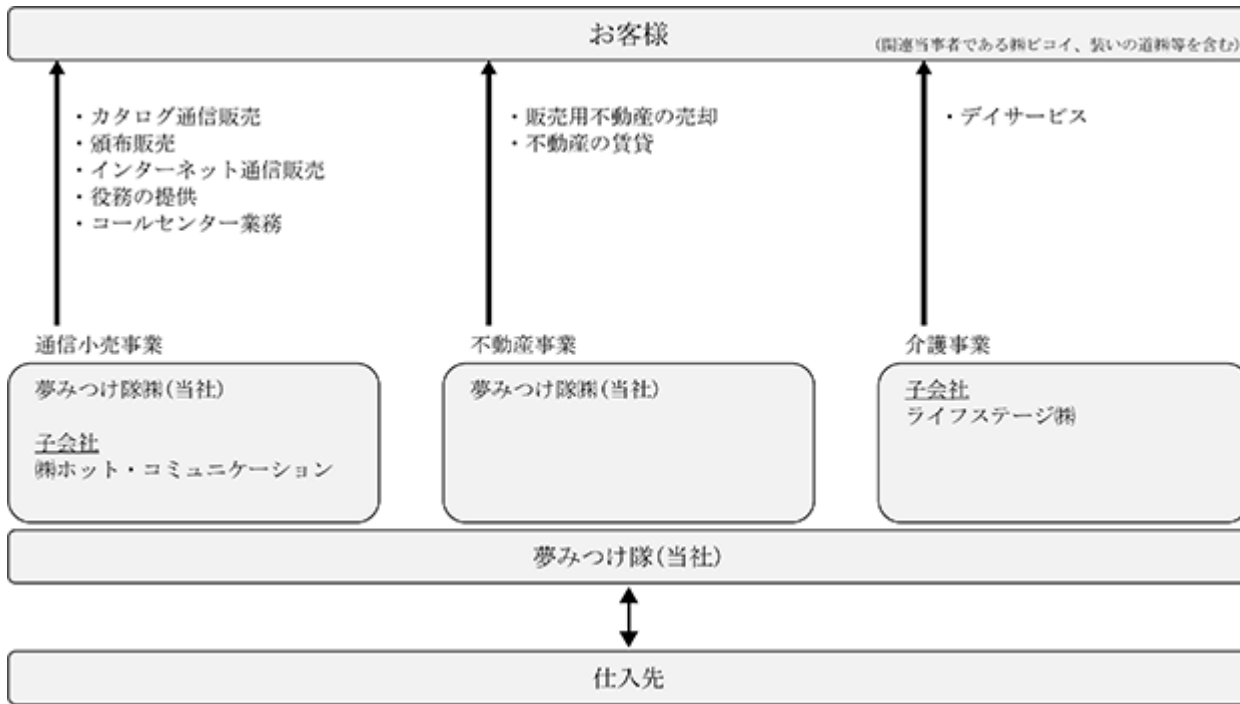 お客様
(関連当事者である㈱ピコイ、装いの道㈱等を含む)
・カタログ通信販売
・頒布販売
・インターネット通信販売
・役務の提供
・コールセンター業務
・販売用不動産の売却
・不動産の賃貸
・デイサービス
通信小売事業
夢みつけ隊㈱(当社)
子会社
㈱ホット・コミュニケーション
不動産事業
夢みつけ隊㈱(当社)
介護事業
子会社
ライフステージ㈱
夢みつけ隊(当社)
仕入先